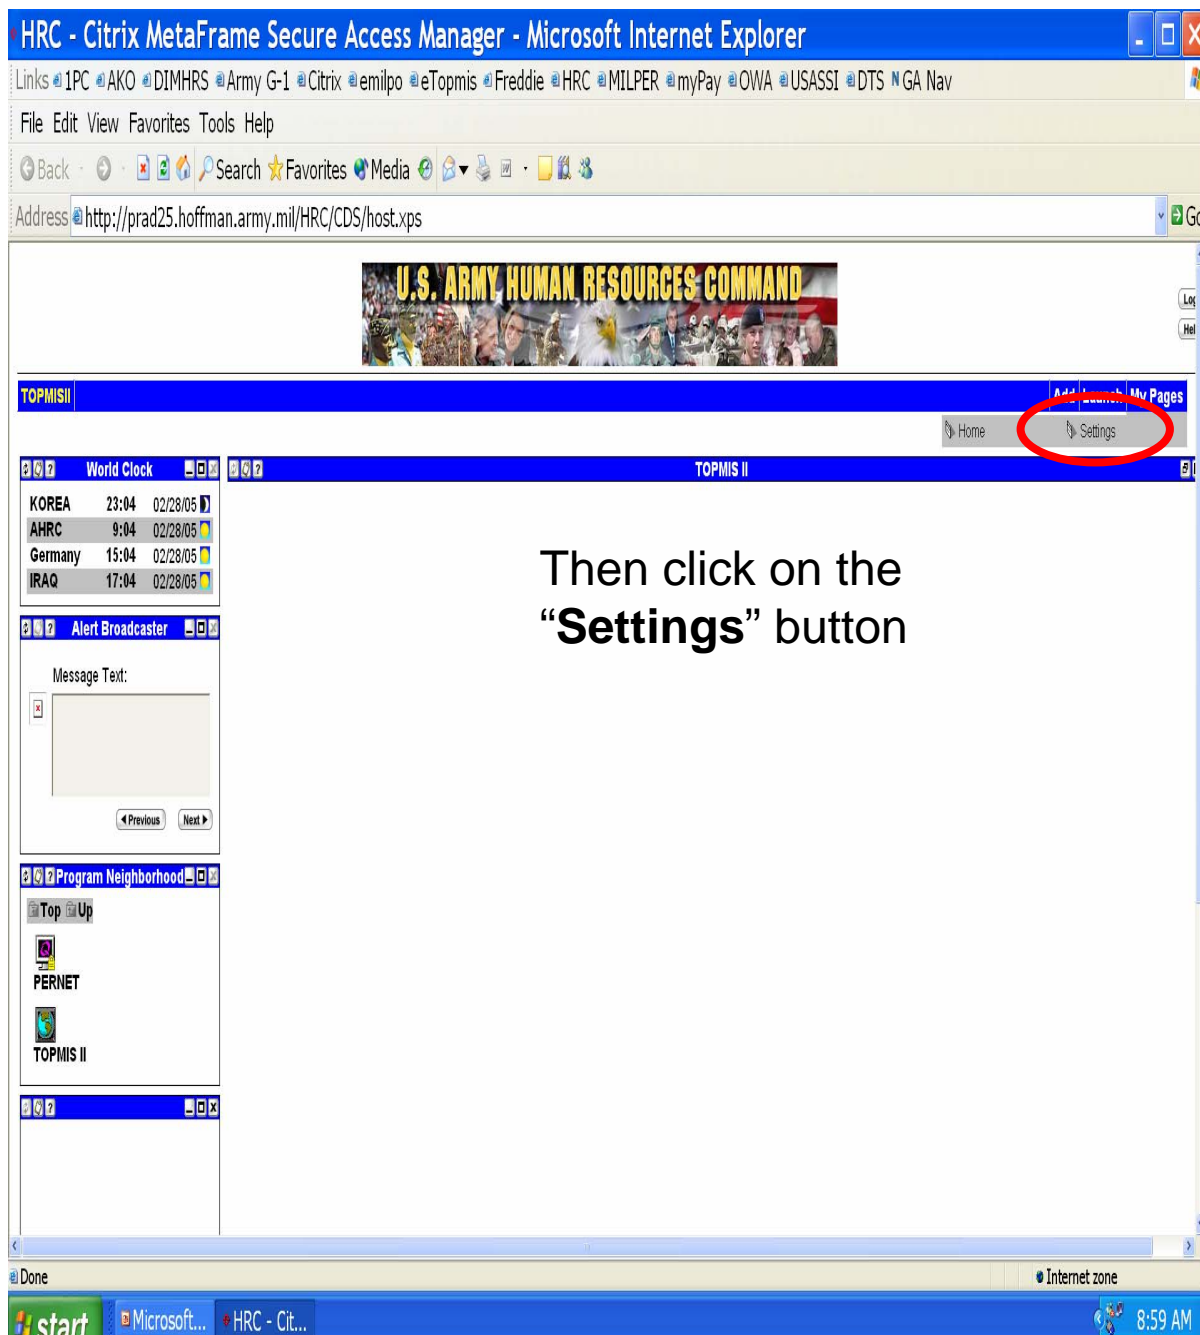 HRC - Citrix MetaFrame Secure Access Manager - Microsoft Internet Explorer
Links 1PC AKO DIMHRS Army G-1 Citrix emilpo eTopmis Freddie HRC MILPER myPay OWA USASSI DTS N GA Nav
File Edit View Favorites Tools Help
Back Search Favorites Media
Address http://prad25.hoffman.army.mil/HRC/CDS/host.xps Go
U.S. ARMY HUMAN RESOURCES COMMAND
Log
Hel
TOPMISII Add Launch My Pages
Home Settings
World Clock TOPMIS II
KOREA 23:04 02/28/05
AHRC 9:04 02/28/05
Germany 15:04 02/28/05
IRAQ 17:04 02/28/05
Then click on the
“Settings” button
Alert Broadcaster
Message Text:
Previous Next
Program Neighborhood
Top Up
PERNET
TOPMIS II
Done Internet zone
start Microsoft... HRC - Cit... 8:59 AM